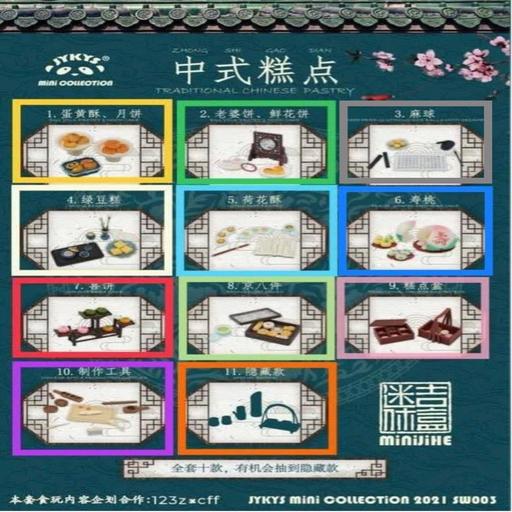 JYKYS
MINI COLLECTION
ZHONG SHI GAO DIAN
中式糕点
TRADITIONAL CHINESE PASTRY
1. 蛋黄酥、月饼
2. 老婆饼、鲜花饼
3. 麻球
4. 绿豆糕
5. 荷花酥
6. 寿桃
7. 喜饼
8. 京八件
9. 糕点盒
10. 制作工具
11. 隐藏款
迷你吉盒
MINIJIHE
全套十款，有机会抽到隐藏款
本套食玩内容企划合作:123z×cff
JYKYS MINI COLLECTION 2021 SW003